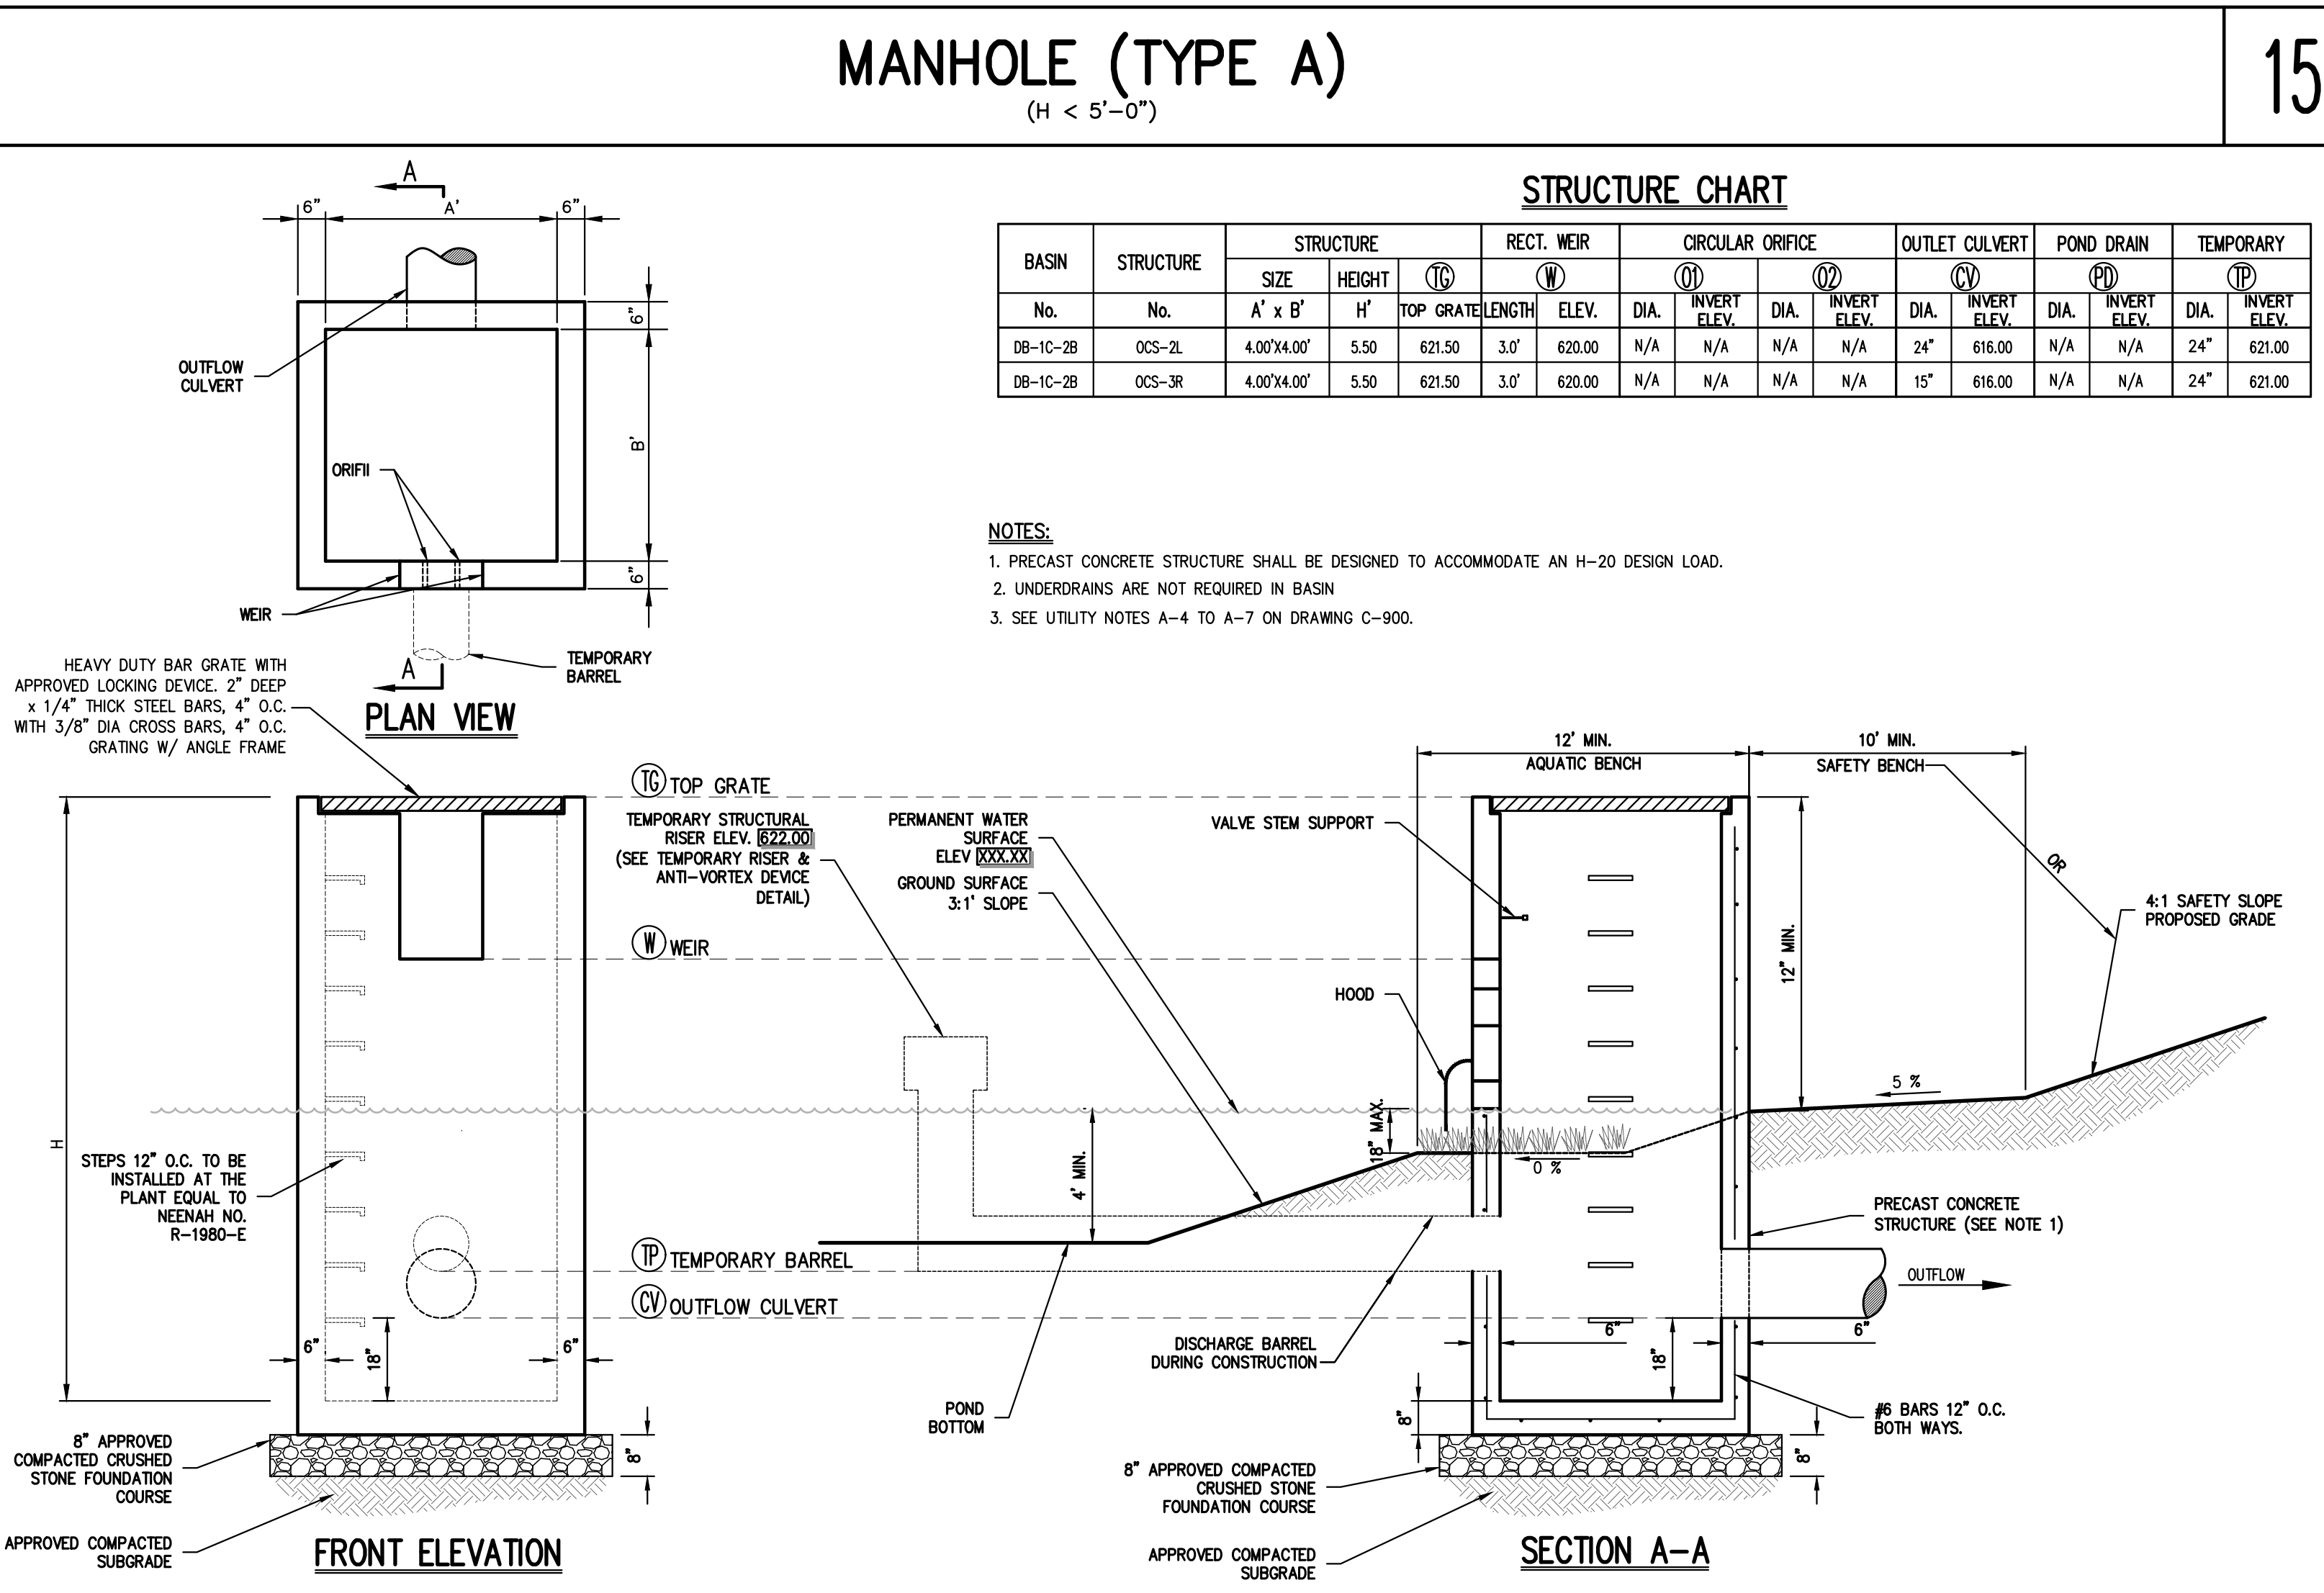 MANHOLE (TYPE A)
(H < 5'-0")
15
A
6"
A'
6"
6"
OUTFLOW
CULVERT
B'
ORIFII
6"
WEIR
TEMPORARY
BARREL
A
PLAN VIEW
STRUCTURE CHART
BASIN STRUCTURE STRUCTURE RECT. WEIR CIRCULAR ORIFICE OUTLET CULVERT POND DRAIN TEMPORARY
SIZE HEIGHT TG W O1 O2 CV PD TP
No. No. A' x B' H' TOP GRATE LENGTH ELEV. DIA. INVERT ELEV. DIA. INVERT ELEV. DIA. INVERT ELEV. DIA. INVERT ELEV. DIA. INVERT ELEV.
DB-1C-2B OCS-2L 4.00'X4.00' 5.50 621.50 3.0' 620.00 N/A N/A N/A N/A 24" 616.00 N/A N/A 24" 621.00
DB-1C-2B OCS-3R 4.00'X4.00' 5.50 621.50 3.0' 620.00 N/A N/A N/A N/A 15" 616.00 N/A N/A 24" 621.00
NOTES:
1. PRECAST CONCRETE STRUCTURE SHALL BE DESIGNED TO ACCOMMODATE AN H-20 DESIGN LOAD.
2. UNDERDRAINS ARE NOT REQUIRED IN BASIN
3. SEE UTILITY NOTES A-4 TO A-7 ON DRAWING C-900.
HEAVY DUTY BAR GRATE WITH
APPROVED LOCKING DEVICE. 2" DEEP
x 1/4" THICK STEEL BARS, 4" O.C.
WITH 3/8" DIA CROSS BARS, 4" O.C.
GRATING W/ ANGLE FRAME
H
STEPS 12" O.C. TO BE
INSTALLED AT THE
PLANT EQUAL TO
NEENAH NO.
R-1980-E
6"
18"
6"
8"
8" APPROVED
COMPACTED CRUSHED
STONE FOUNDATION
COURSE
APPROVED COMPACTED
SUBGRADE
FRONT ELEVATION
TG TOP GRATE
TEMPORARY STRUCTURAL
RISER ELEV. 622.00
(SEE TEMPORARY RISER &
ANTI-VORTEX DEVICE
DETAIL)
W WEIR
TP TEMPORARY BARREL
CV OUTFLOW CULVERT
PERMANENT WATER
SURFACE
ELEV XXX.XX
GROUND SURFACE
3:1' SLOPE
4' MIN.
POND
BOTTOM
12' MIN.
AQUATIC BENCH
10' MIN.
SAFETY BENCH
VALVE STEM SUPPORT
HOOD
12" MIN.
OR
4:1 SAFETY SLOPE
PROPOSED GRADE
5 %
18" MAX.
0 %
PRECAST CONCRETE
STRUCTURE (SEE NOTE 1)
OUTFLOW
DISCHARGE BARREL
DURING CONSTRUCTION
6"
18"
6"
8"
#6 BARS 12" O.C.
BOTH WAYS.
8"
8" APPROVED COMPACTED
CRUSHED STONE
FOUNDATION COURSE
APPROVED COMPACTED
SUBGRADE
SECTION A-A